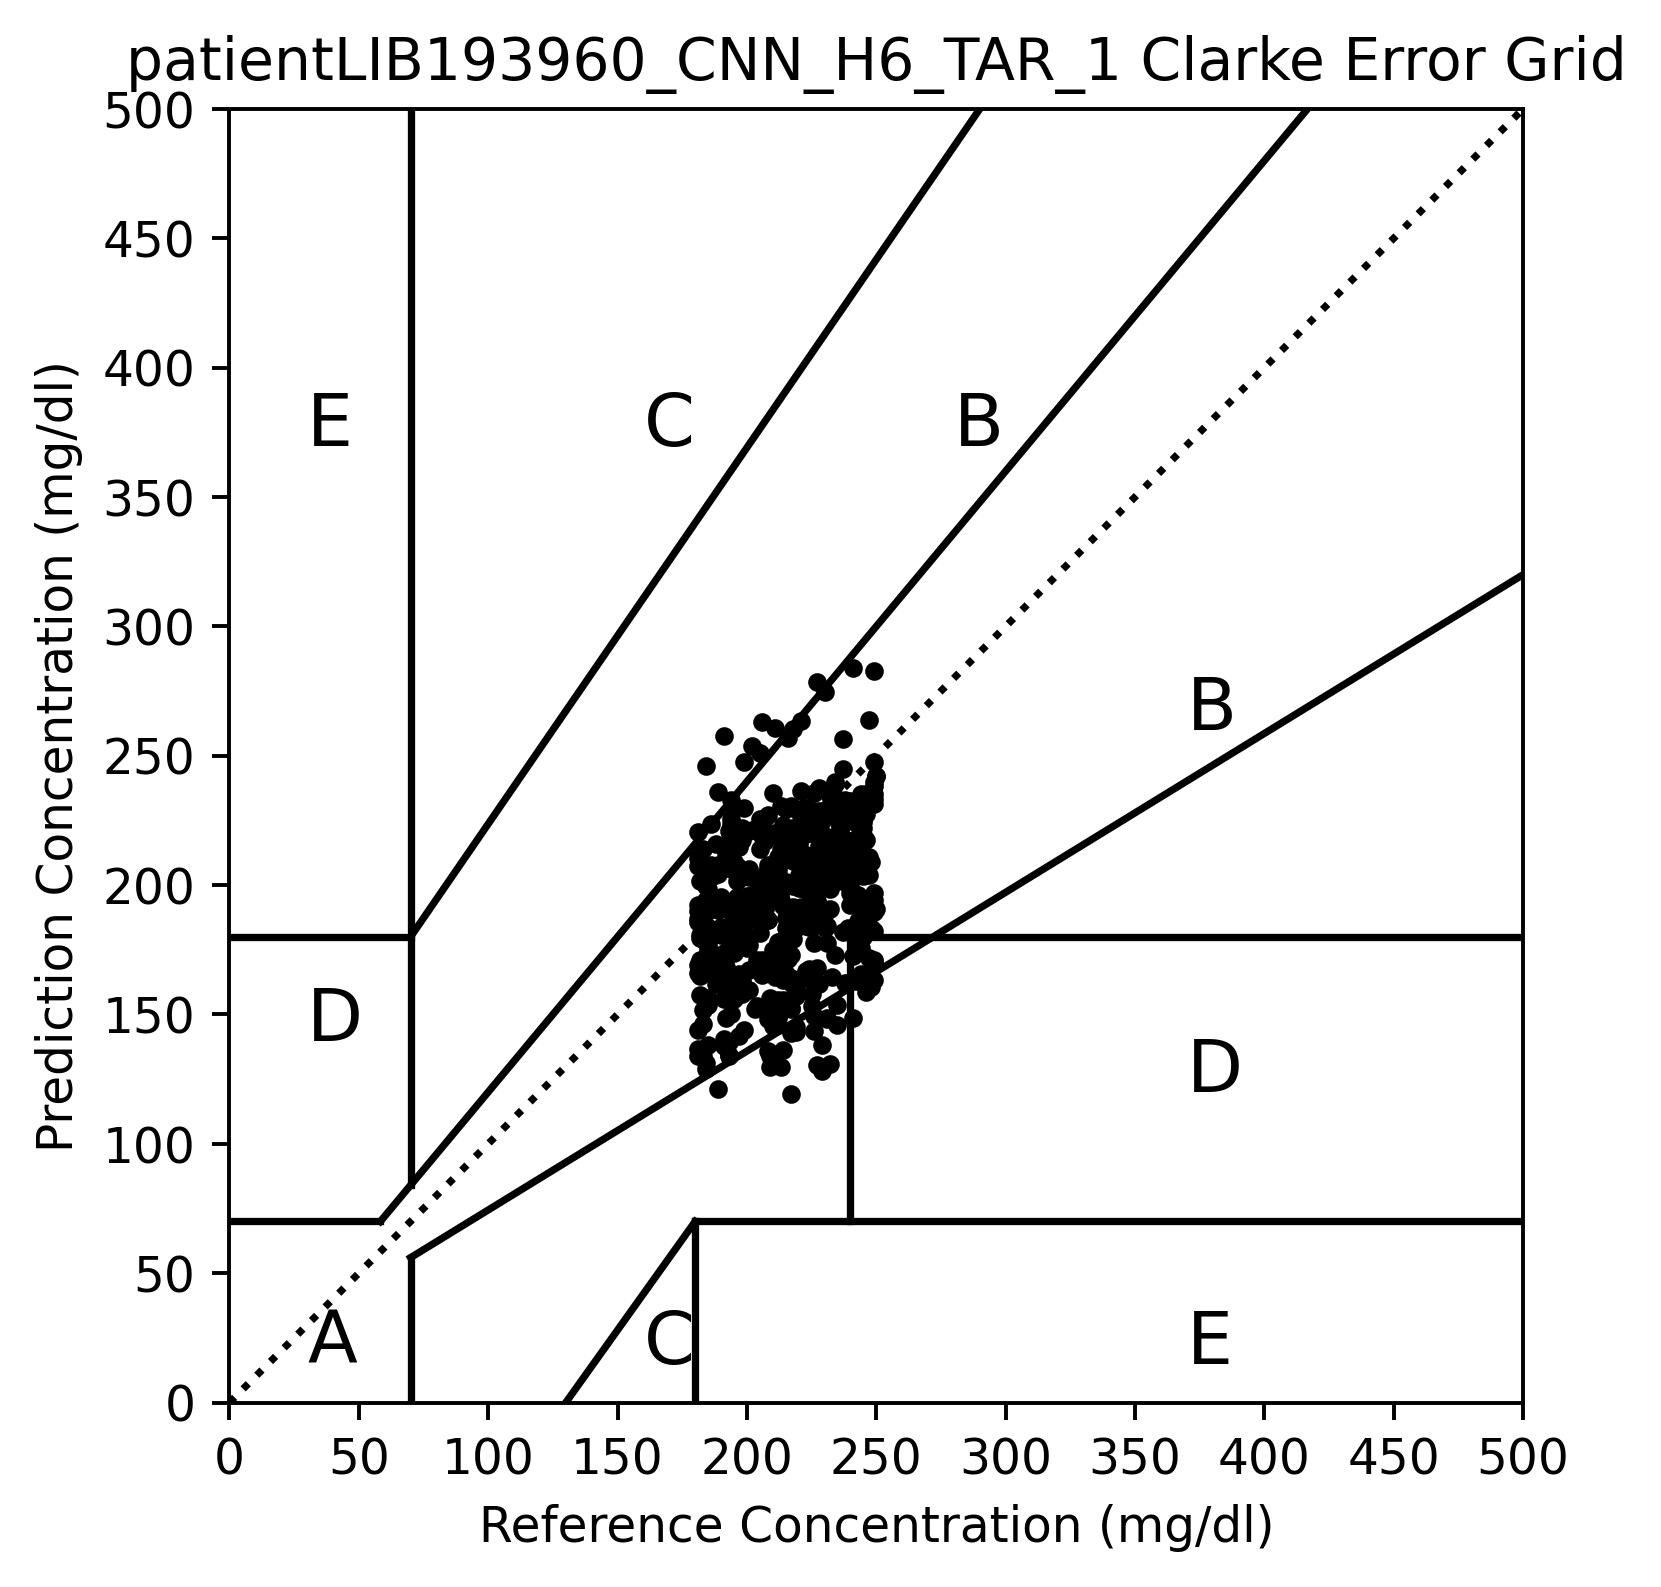 patientLIB193960_CNN_H6_TAR_1 Clarke Error Grid
500
450
400
350
300
250
200
150
100
50
0
Prediction Concentration (mg/dl)
E
C
B
B
D
D
A
C
E
0 50 100 150 200 250 300 350 400 450 500
Reference Concentration (mg/dl)